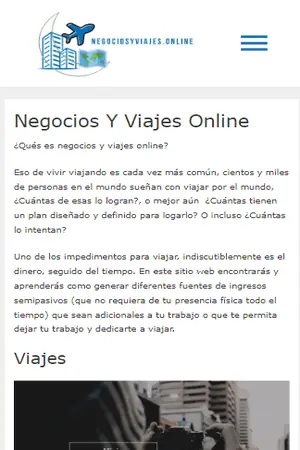 NEGOCIOSYVIAJES.ONLINE
Negocios Y Viajes Online
¿Qués es negocios y viajes online?
Eso de vivir viajando es cada vez más común, cientos y miles
de personas en el mundo sueñan con viajar por el mundo,
¿Cuántas de esas lo logran?, o mejor aún ¿Cuántas tienen
un plan diseñado y definido para logarlo? O incluso ¿Cuántas
lo intentan?
Uno de los impedimentos para viajar, indiscutiblemente es el
dinero, seguido del tiempo. En este sitio web encontrarás y
aprenderás como generar diferentes fuentes de ingresos
semipasivos (que no requiera de tu presencia física todo el
tiempo) que sean adicionales a tu trabajo o que te permita
dejar tu trabajo y dedicarte a viajar.
Viajes